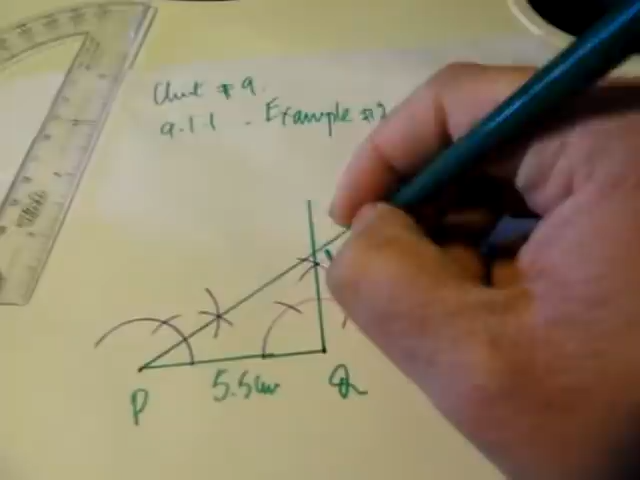 Unit # 9.
9.1.1 . Example #2
P
5.5cm
Q